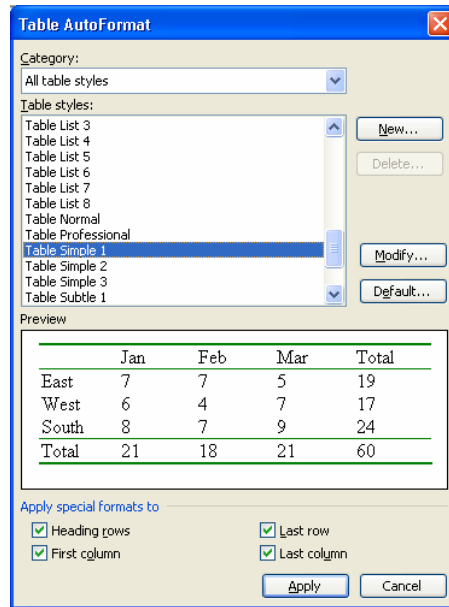 Table AutoFormat
Category:
All table styles
Table styles:
Table List 3
Table List 4
Table List 5
Table List 6
Table List 7
Table List 8
Table Normal
Table Professional
Table Simple 1
Table Simple 2
Table Simple 3
Table Subtle 1
New...
Delete...
Modify...
Default...
Preview
Jan Feb Mar Total
East 7 7 5 19
West 6 4 7 17
South 8 7 9 24
Total 21 18 21 60
Apply special formats to
Heading rows Last row
First column Last column
Apply Cancel